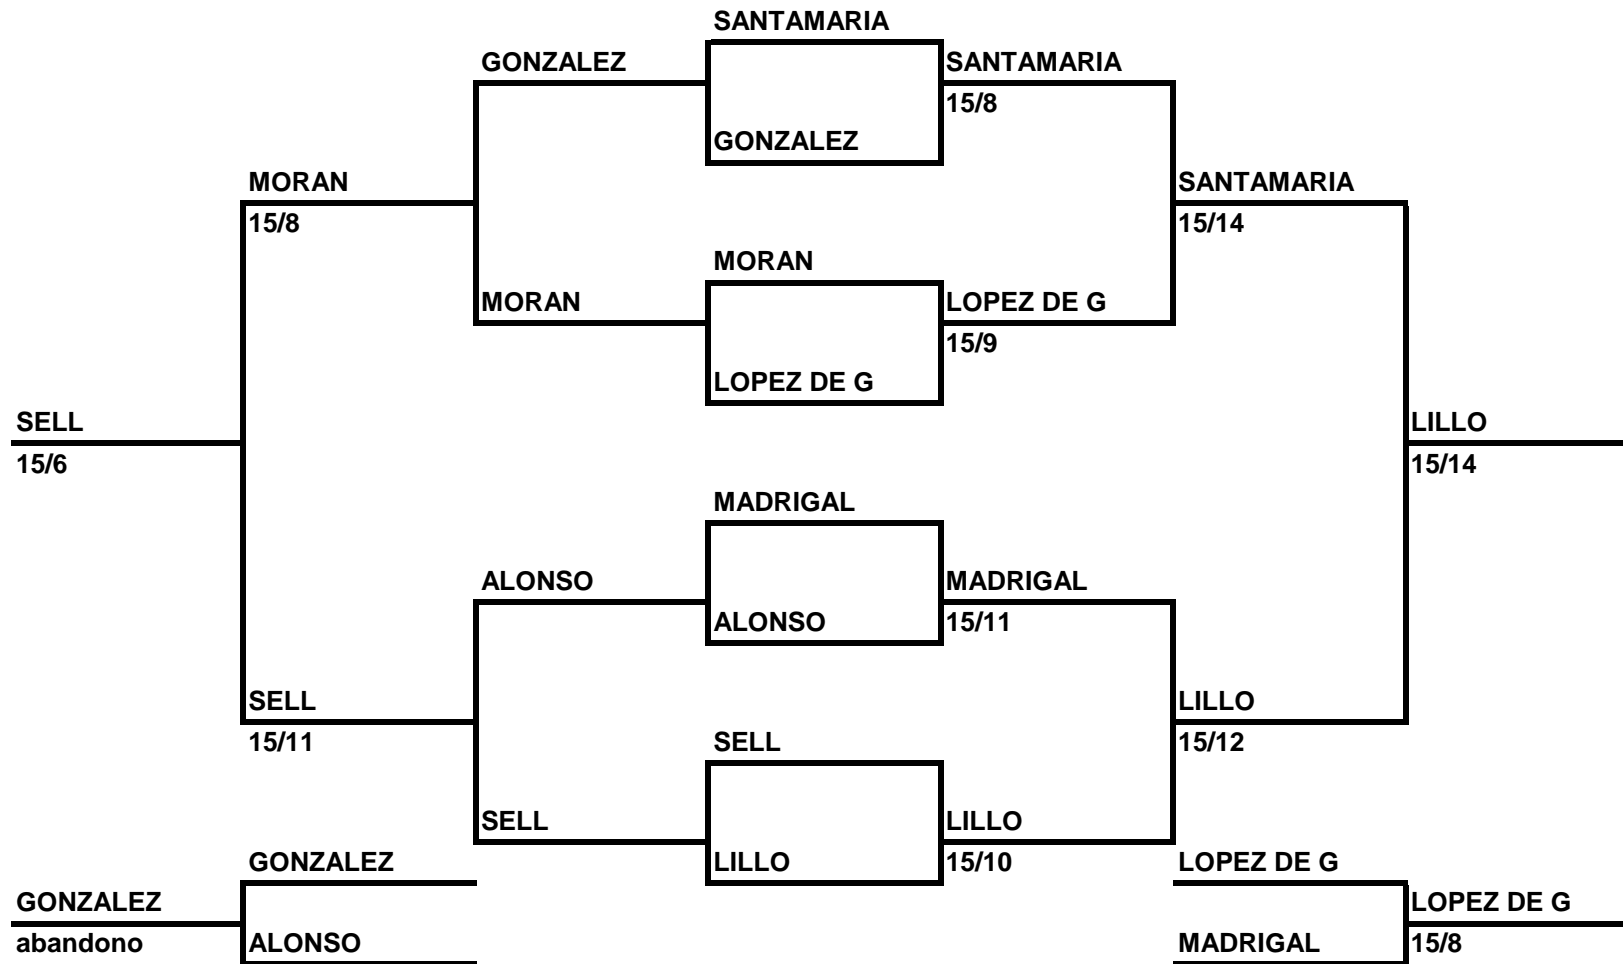 SANTAMARIA
GONZALEZ SANTAMARIA
15/8
GONZALEZ
MORAN SANTAMARIA
15/8 15/14
MORAN
MORAN LOPEZ DE G
15/9
LOPEZ DE G
SELL LILLO
15/6 15/14
MADRIGAL
ALONSO MADRIGAL
ALONSO 15/11
SELL LILLO
15/11 15/12
SELL
SELL LILLO
GONZALEZ LILLO 15/10 LOPEZ DE G
GONZALEZ LOPEZ DE G
abandono ALONSO MADRIGAL 15/8